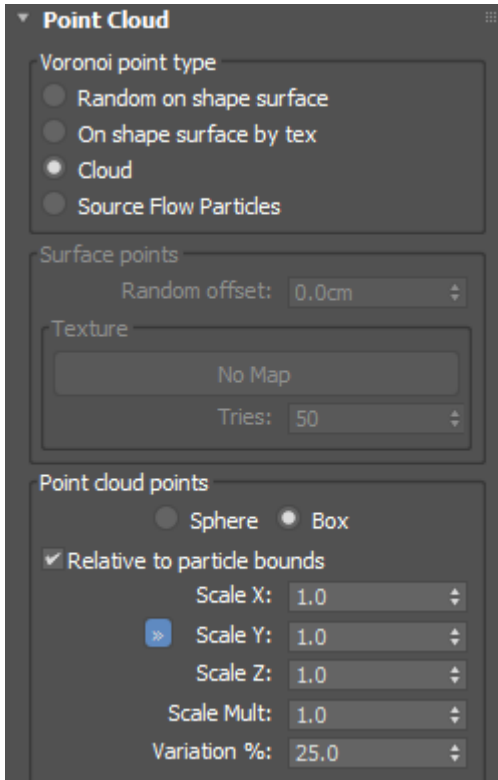 Point Cloud
Voronoi point type
Random on shape surface
On shape surface by tex
Cloud
Source Flow Particles
Surface points
Random offset: 0.0cm
Texture
No Map
Tries: 50
Point cloud points
Sphere Box
Relative to particle bounds
Scale X: 1.0
» Scale Y: 1.0
Scale Z: 1.0
Scale Mult: 1.0
Variation %: 25.0